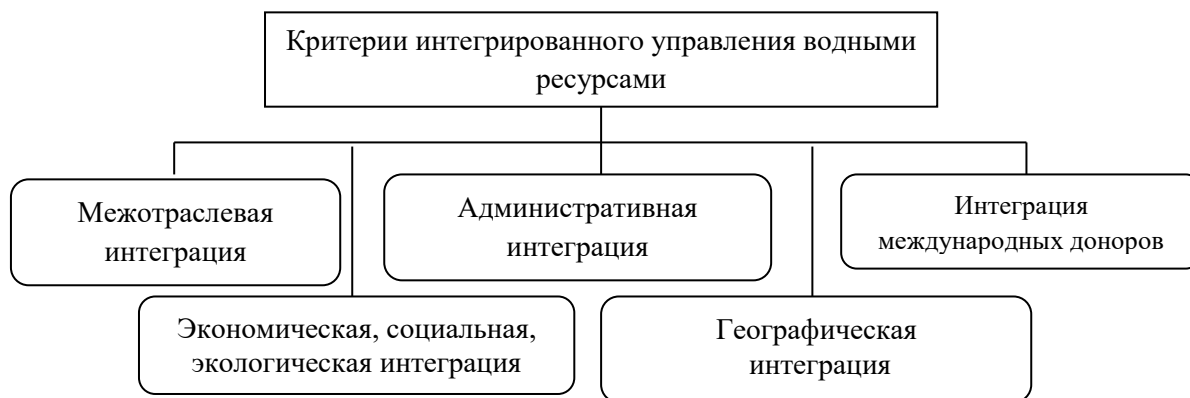 Критерии интегрированного управления водными
ресурсами
Межотраслевая
интеграция
Административная
интеграция
Интеграция
международных доноров
Экономическая, социальная,
экологическая интеграция
Географическая
интеграция